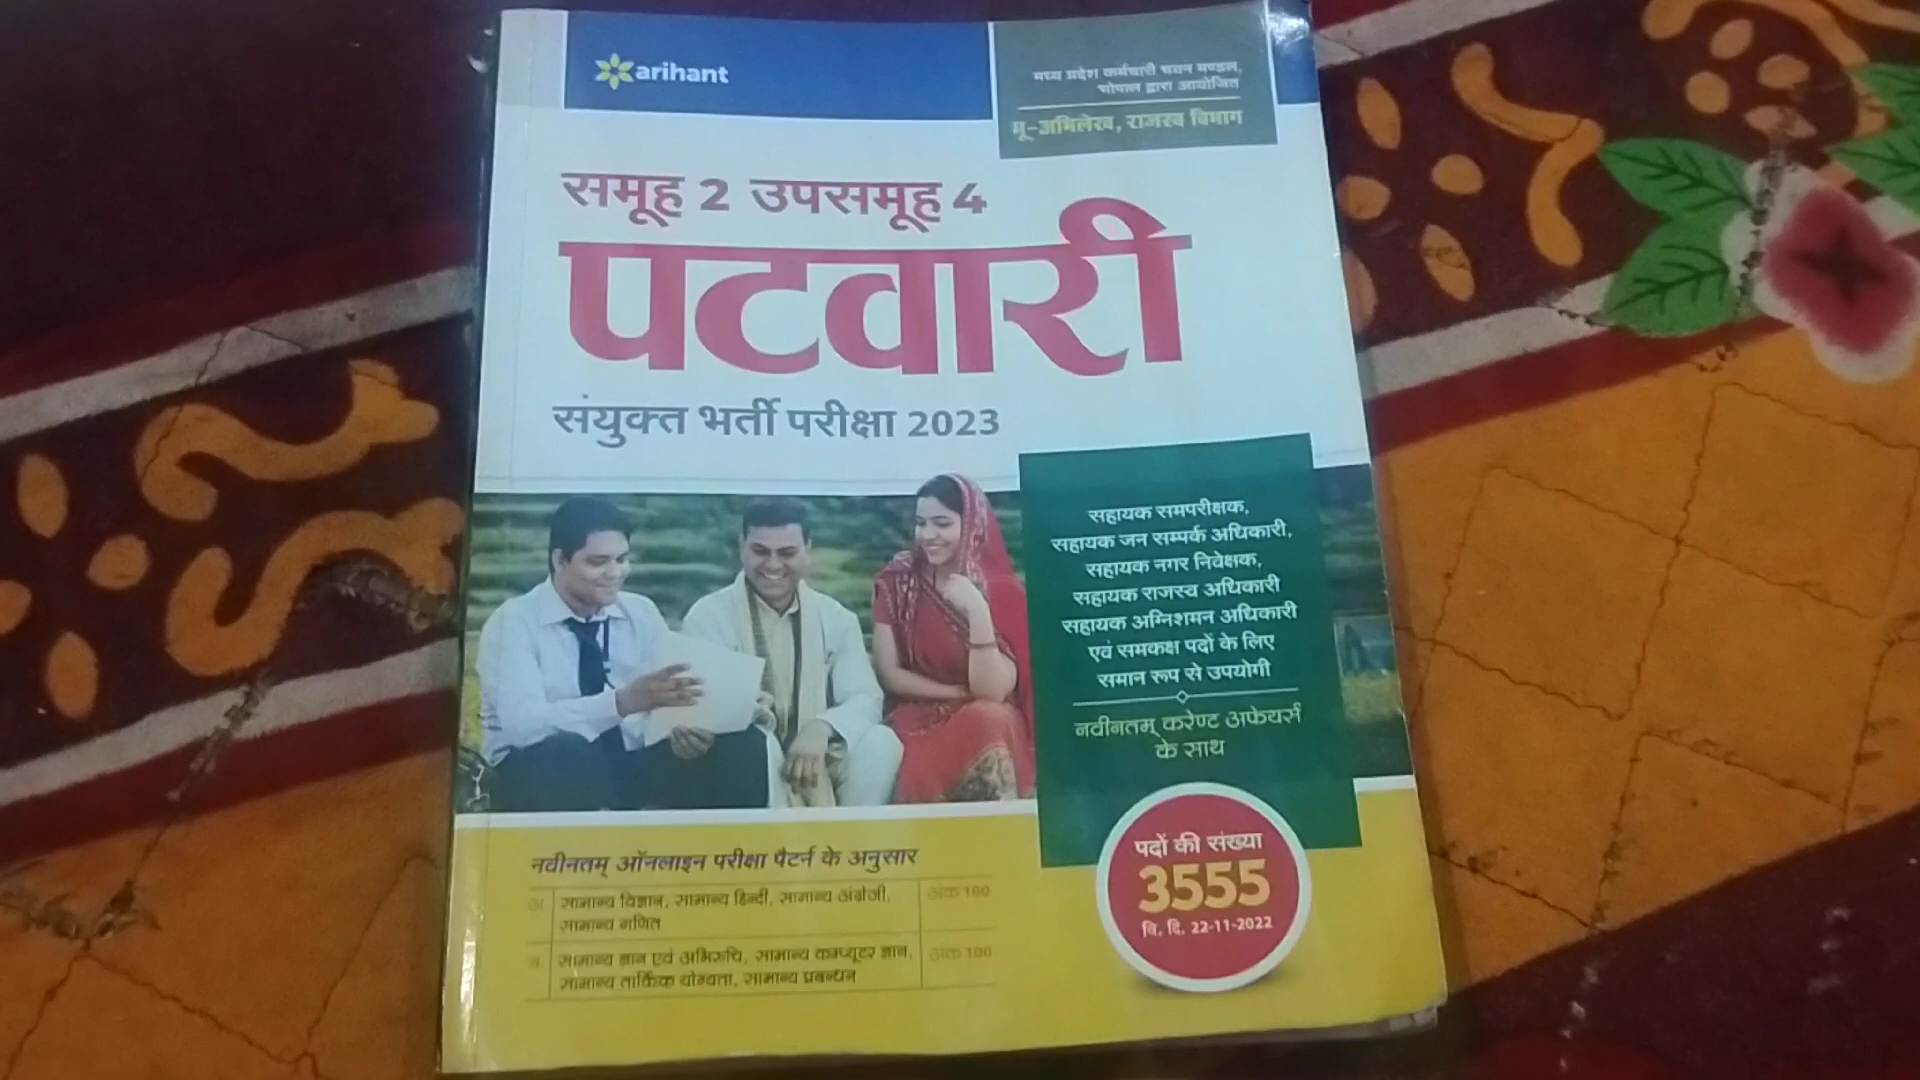 arihant
मध्य प्रदेश कर्मचारी चयन मण्डल,
भोपाल द्वारा आयोजित
भू-अभिलेख, राजस्व विभाग
समूह 2 उपसमूह 4
पटवारी
संयुक्त भर्ती परीक्षा 2023
सहायक समपरीक्षक,
सहायक जन सम्पर्क अधिकारी,
सहायक नगर निवेक्षक,
सहायक राजस्व अधिकारी
सहायक अग्निशमन अधिकारी
एवं समकक्ष पदों के लिए
समान रूप से उपयोगी
नवीनतम् करेण्ट अफेयर्स
के साथ
पदों की संख्या
3555
वि. दि. 22-11-2022
नवीनतम् ऑनलाइन परीक्षा पैटर्न के अनुसार
अ सामान्य विज्ञान, सामान्य हिन्दी, सामान्य अंग्रेजी, अंक 100
सामान्य गणित
ब सामान्य ज्ञान एवं अभिरुचि, सामान्य कम्प्यूटर ज्ञान, अंक 100
सामान्य तार्किक योग्यता, सामान्य प्रबन्धन